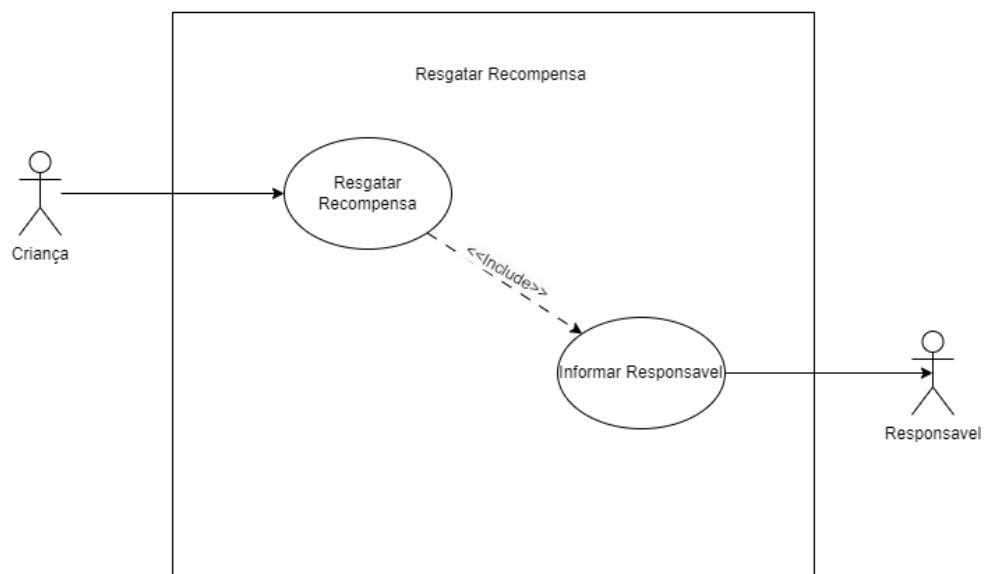 Resgatar Recompensa
Resgatar
Recompensa
Criança
<<Include>>
Informar Responsavel
Responsavel